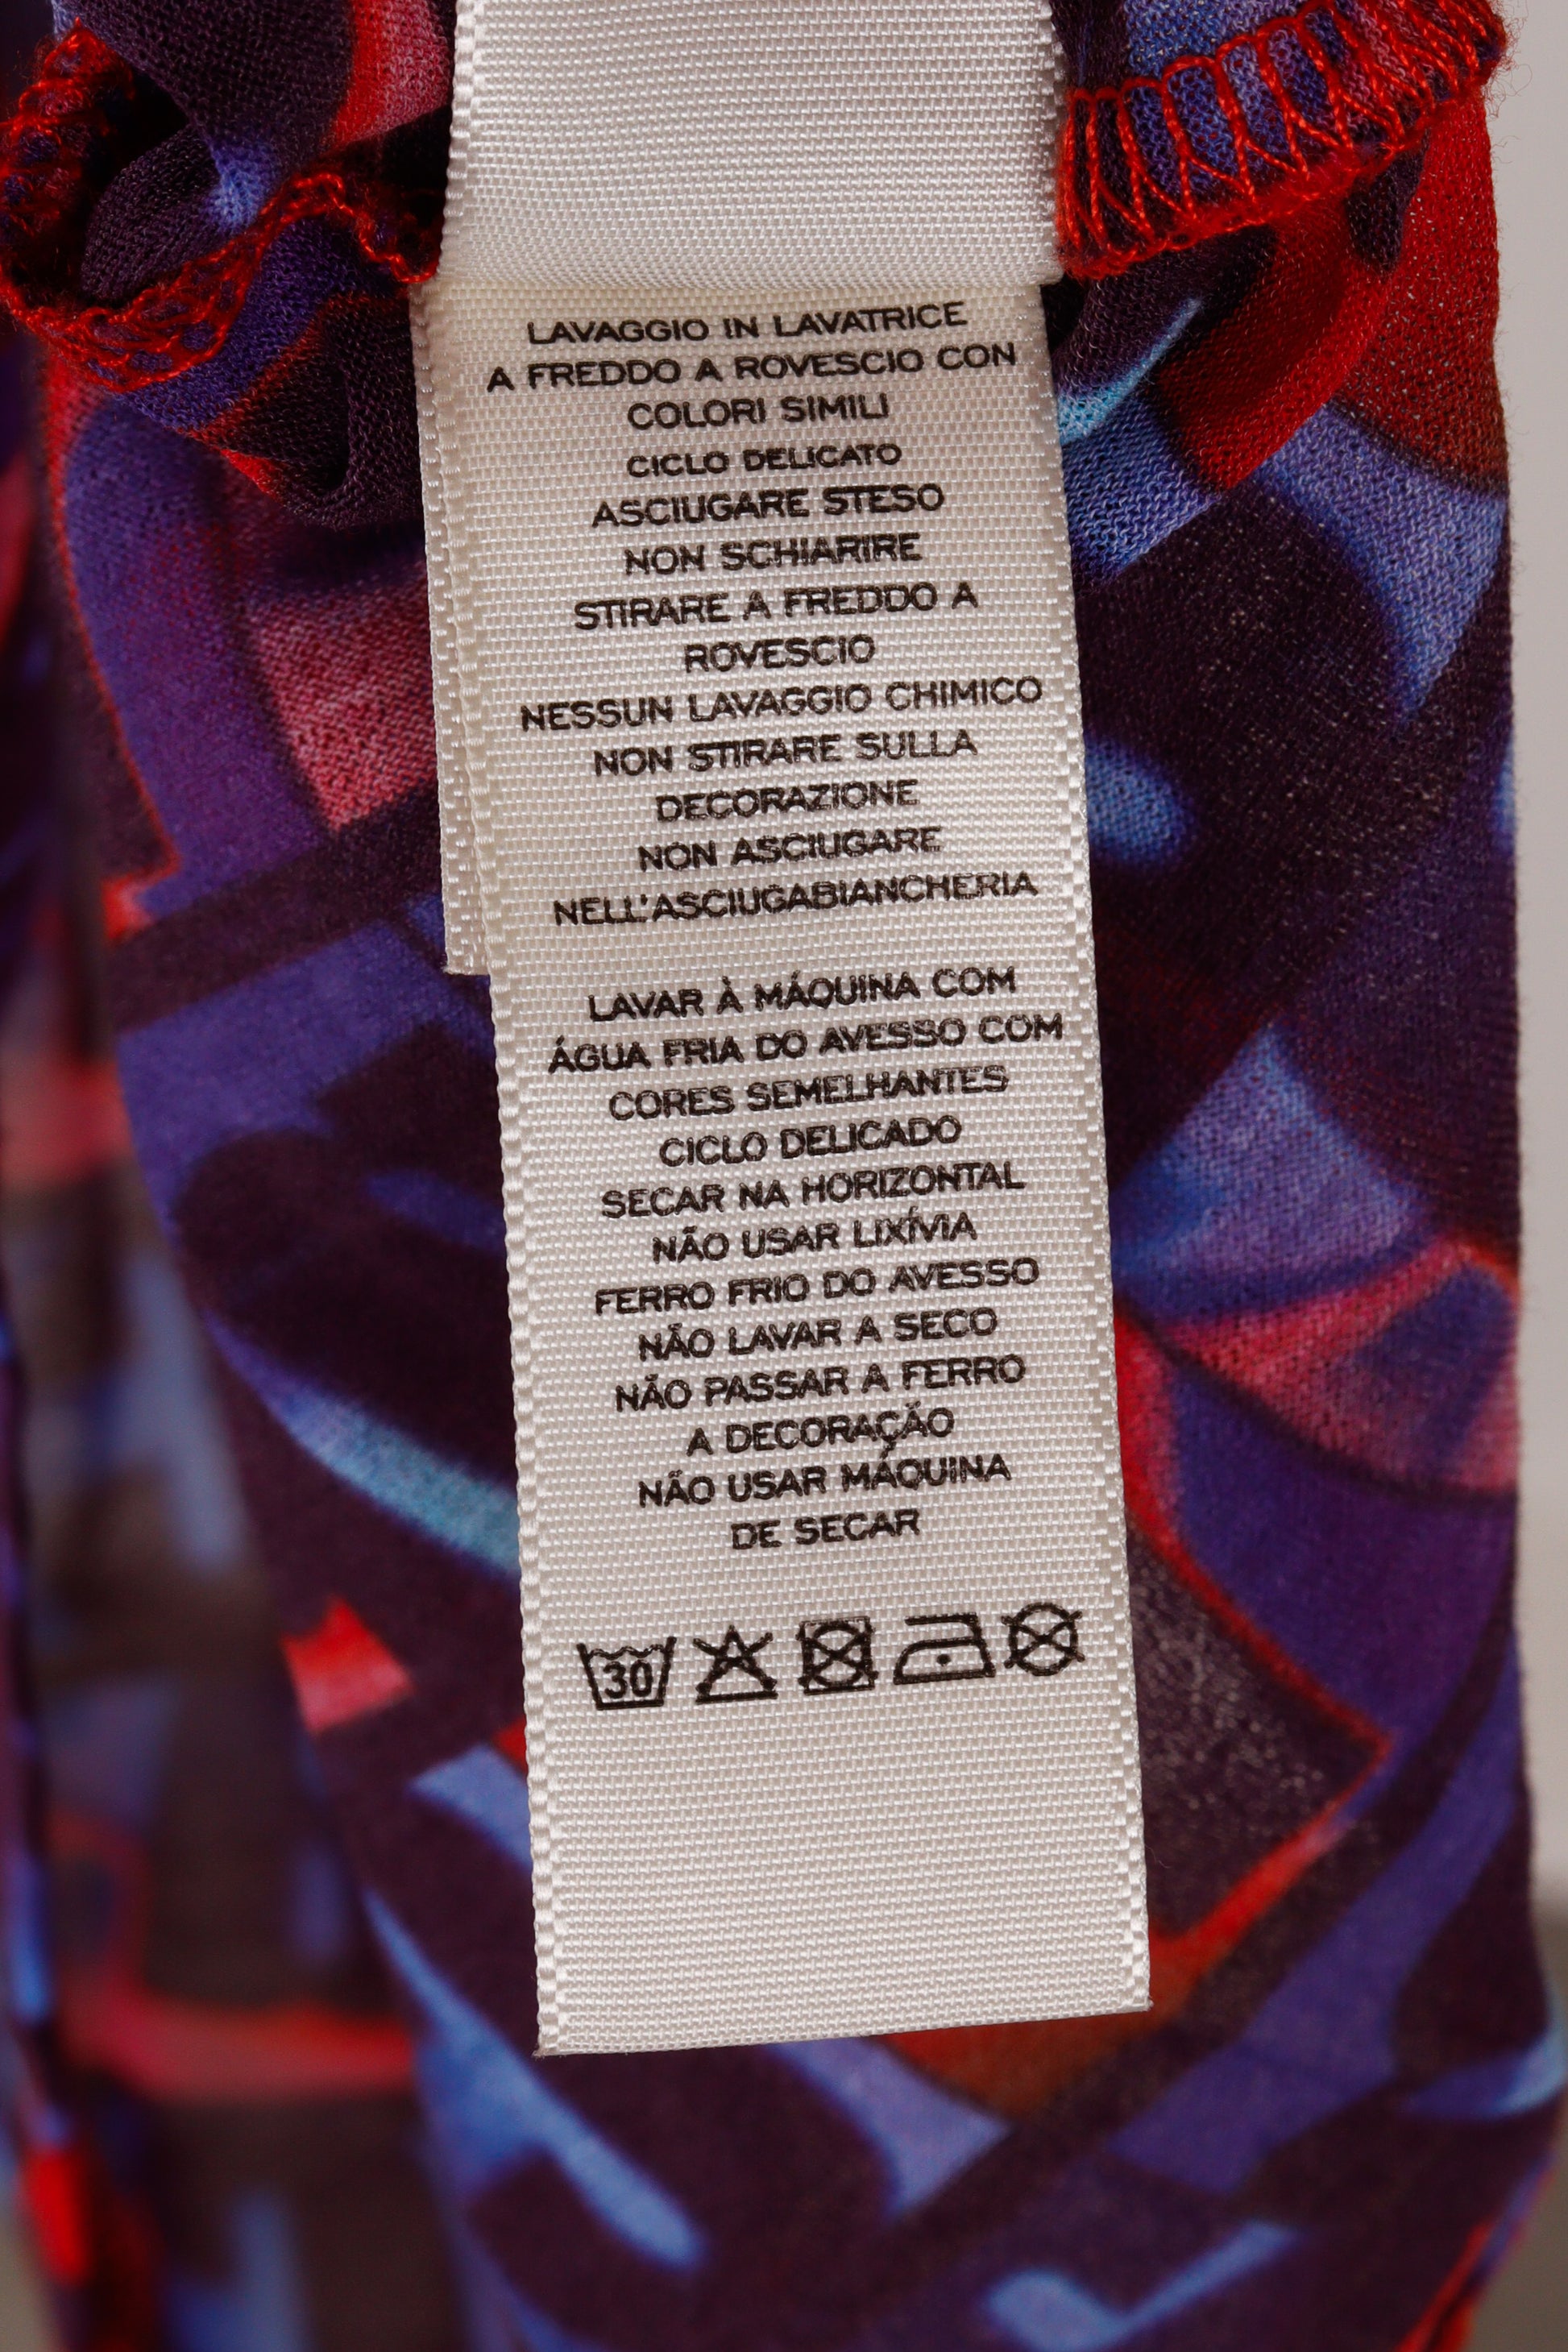 LAVAGGIO IN LAVATRICE
A FREDDO A ROVESCIO CON
COLORI SIMILI
CICLO DELICATO
ASCIUGARE STESO
NON SCHIARIRE
STIRARE A FREDDO A
ROVESCIO
NESSUN LAVAGGIO CHIMICO
NON STIRARE SULLA
DECORAZIONE
NON ASCIUGARE
NELL'ASCIUGABIANCHERIA
LAVAR À MÁQUINA COM
ÁGUA FRIA DO AVESSO COM
CORES SEMELHANTES
CICLO DELICADO
SECAR NA HORIZONTAL
NÃO USAR LIXÍVIA
FERRO FRIO DO AVESSO
NÃO LAVAR A SECO
NÃO PASSAR A FERRO
A DECORAÇÃO
NÃO USAR MÁQUINA
DE SECAR
30